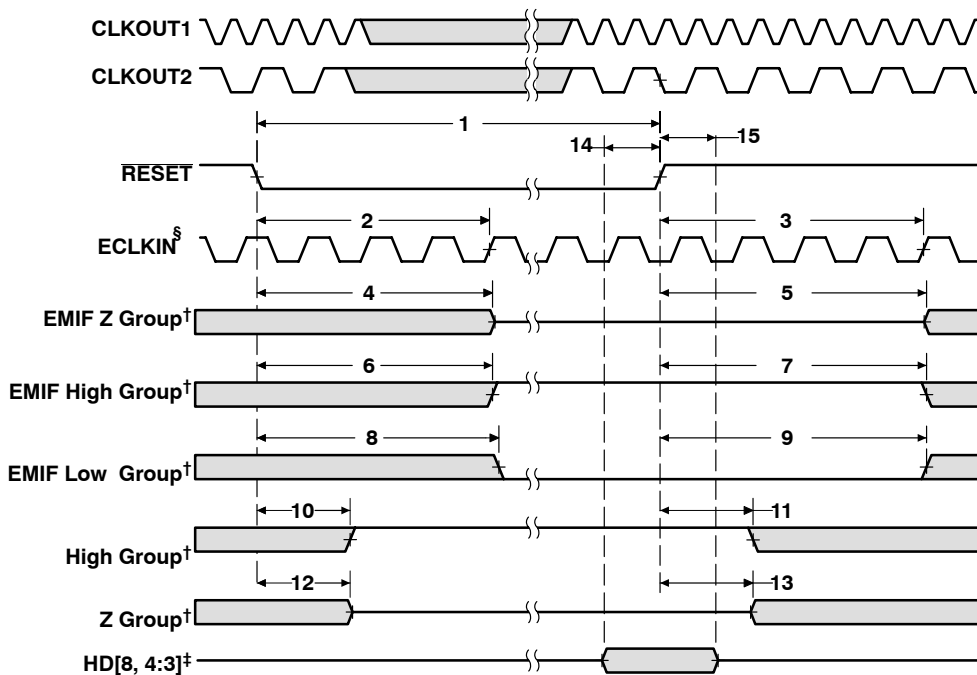 CLKOUT1
CLKOUT2
1
14
15
RESET
2
3
ECLKIN§
4
5
EMIF Z Group†
6
7
EMIF High Group†
8
9
EMIF Low Group†
10
11
High Group†
12
13
Z Group†
HD[8, 4:3]‡